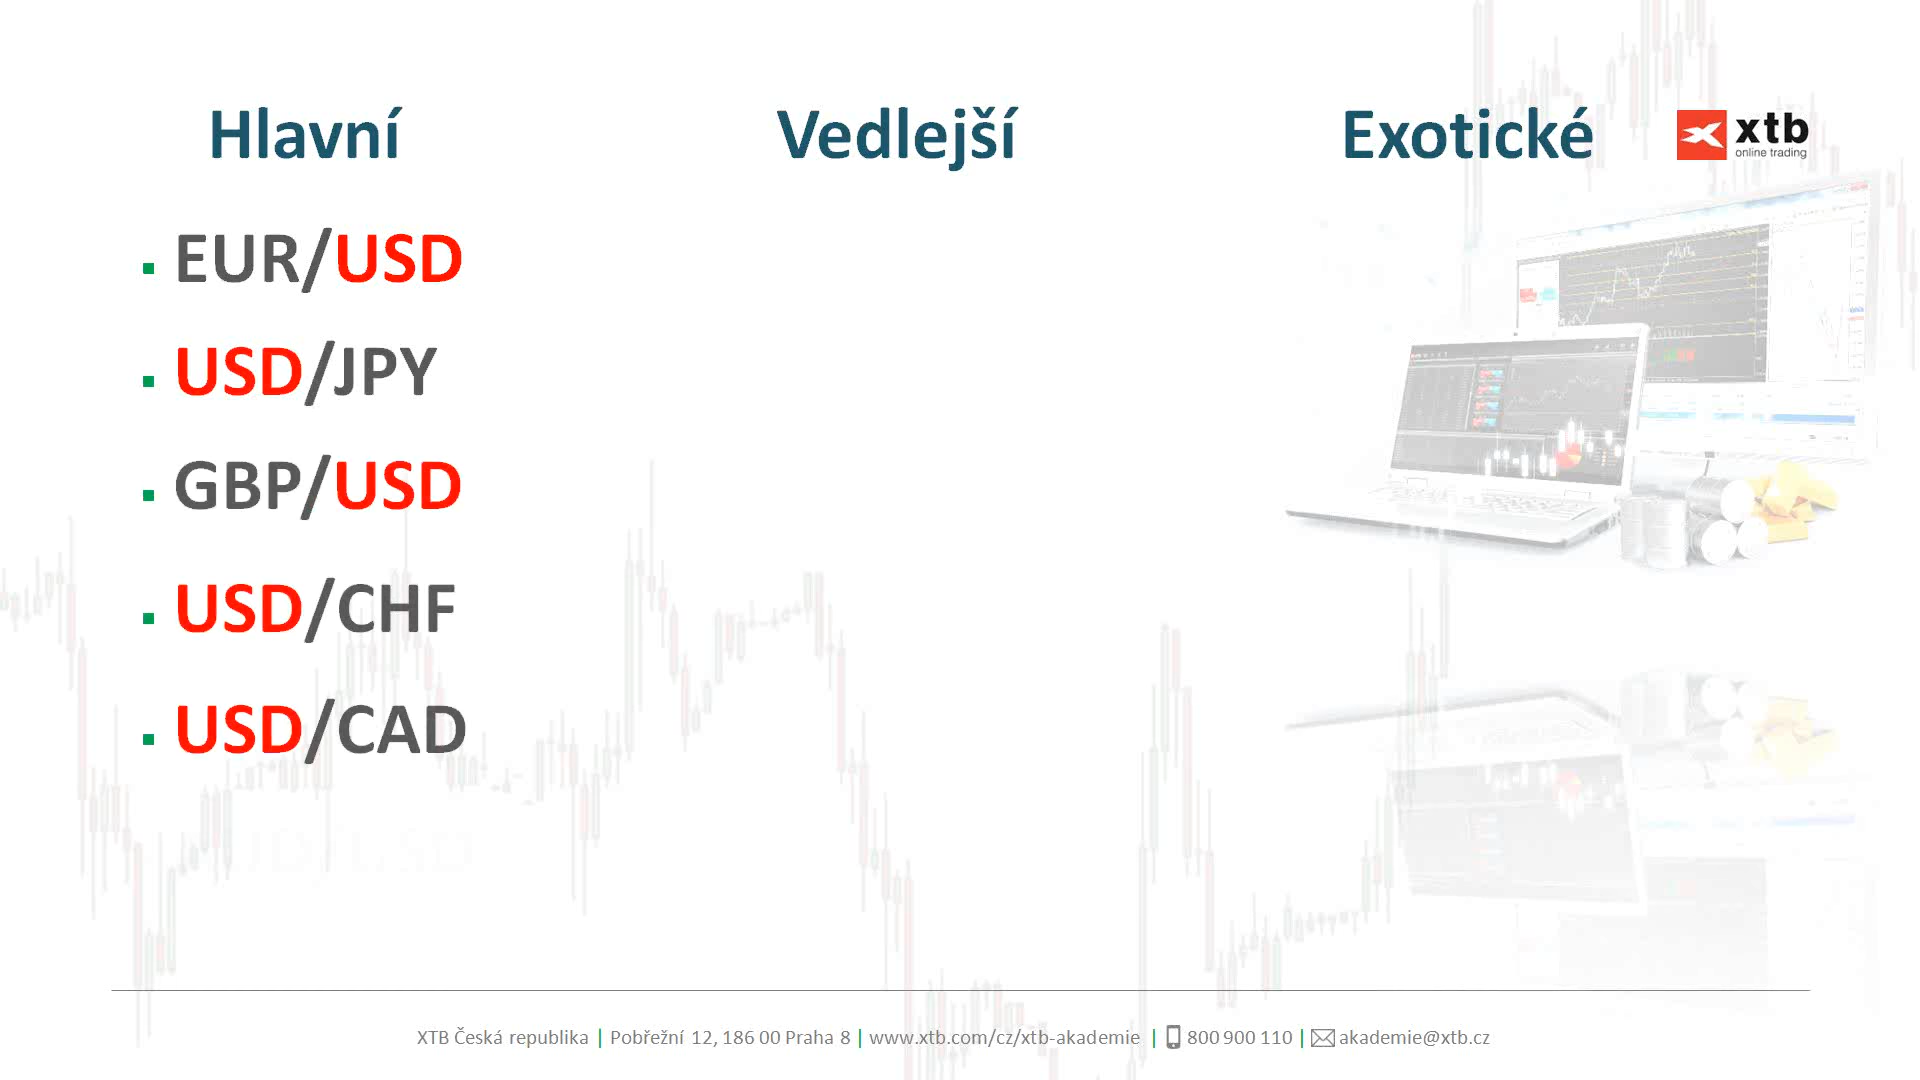 Hlavní Vedlejší Exotické
xtb
online trading
EUR/USD
USD/JPY
GBP/USD
USD/CHF
USD/CAD
XTB Česká republika | Pobřežní 12, 186 00 Praha 8 | www.xtb.com/cz/xtb-akademie | 800 900 110 | akademie@xtb.cz